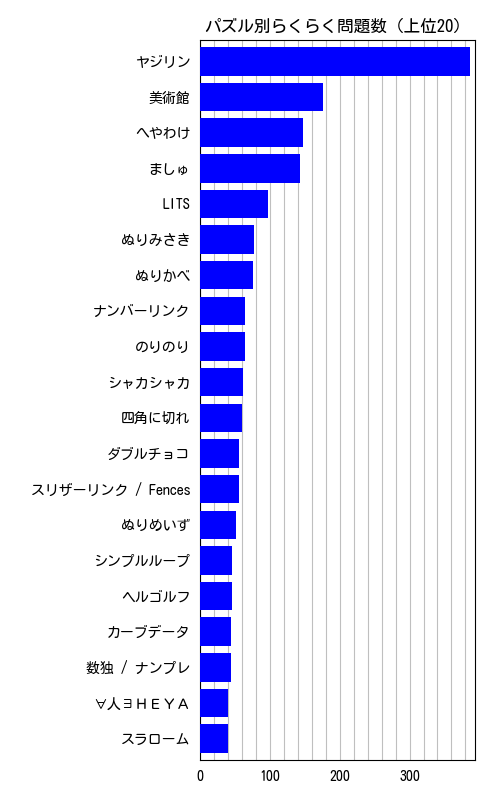 パズル別らくらく問題数（上位20）
ヤジリン
美術館
へやわけ
ましゅ
LITS
ぬりみさき
ぬりかべ
ナンバーリンク
のりのり
シャカシャカ
四角に切れ
ダブルチョコ
スリザーリンク / Fences
ぬりめいず
シンプルループ
ヘルゴルフ
カーブデータ
数独 / ナンプレ
∀人∃ＨＥＹＡ
スラローム
0 100 200 300